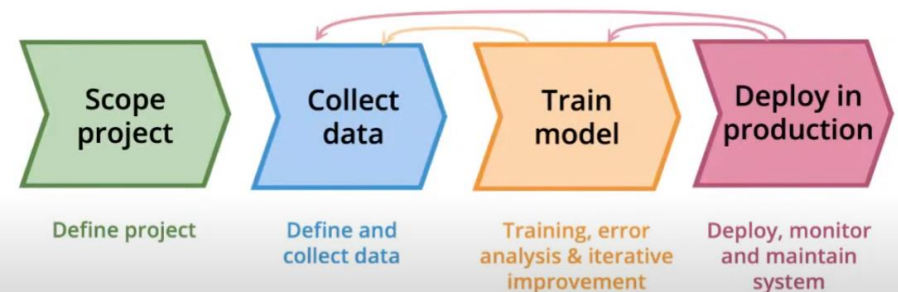 Scope
project
Collect
data
Train
model
Deploy in
production
Define project
Define and
collect data
Training, error
analysis & iterative
improvement
Deploy, monitor
and maintain
system